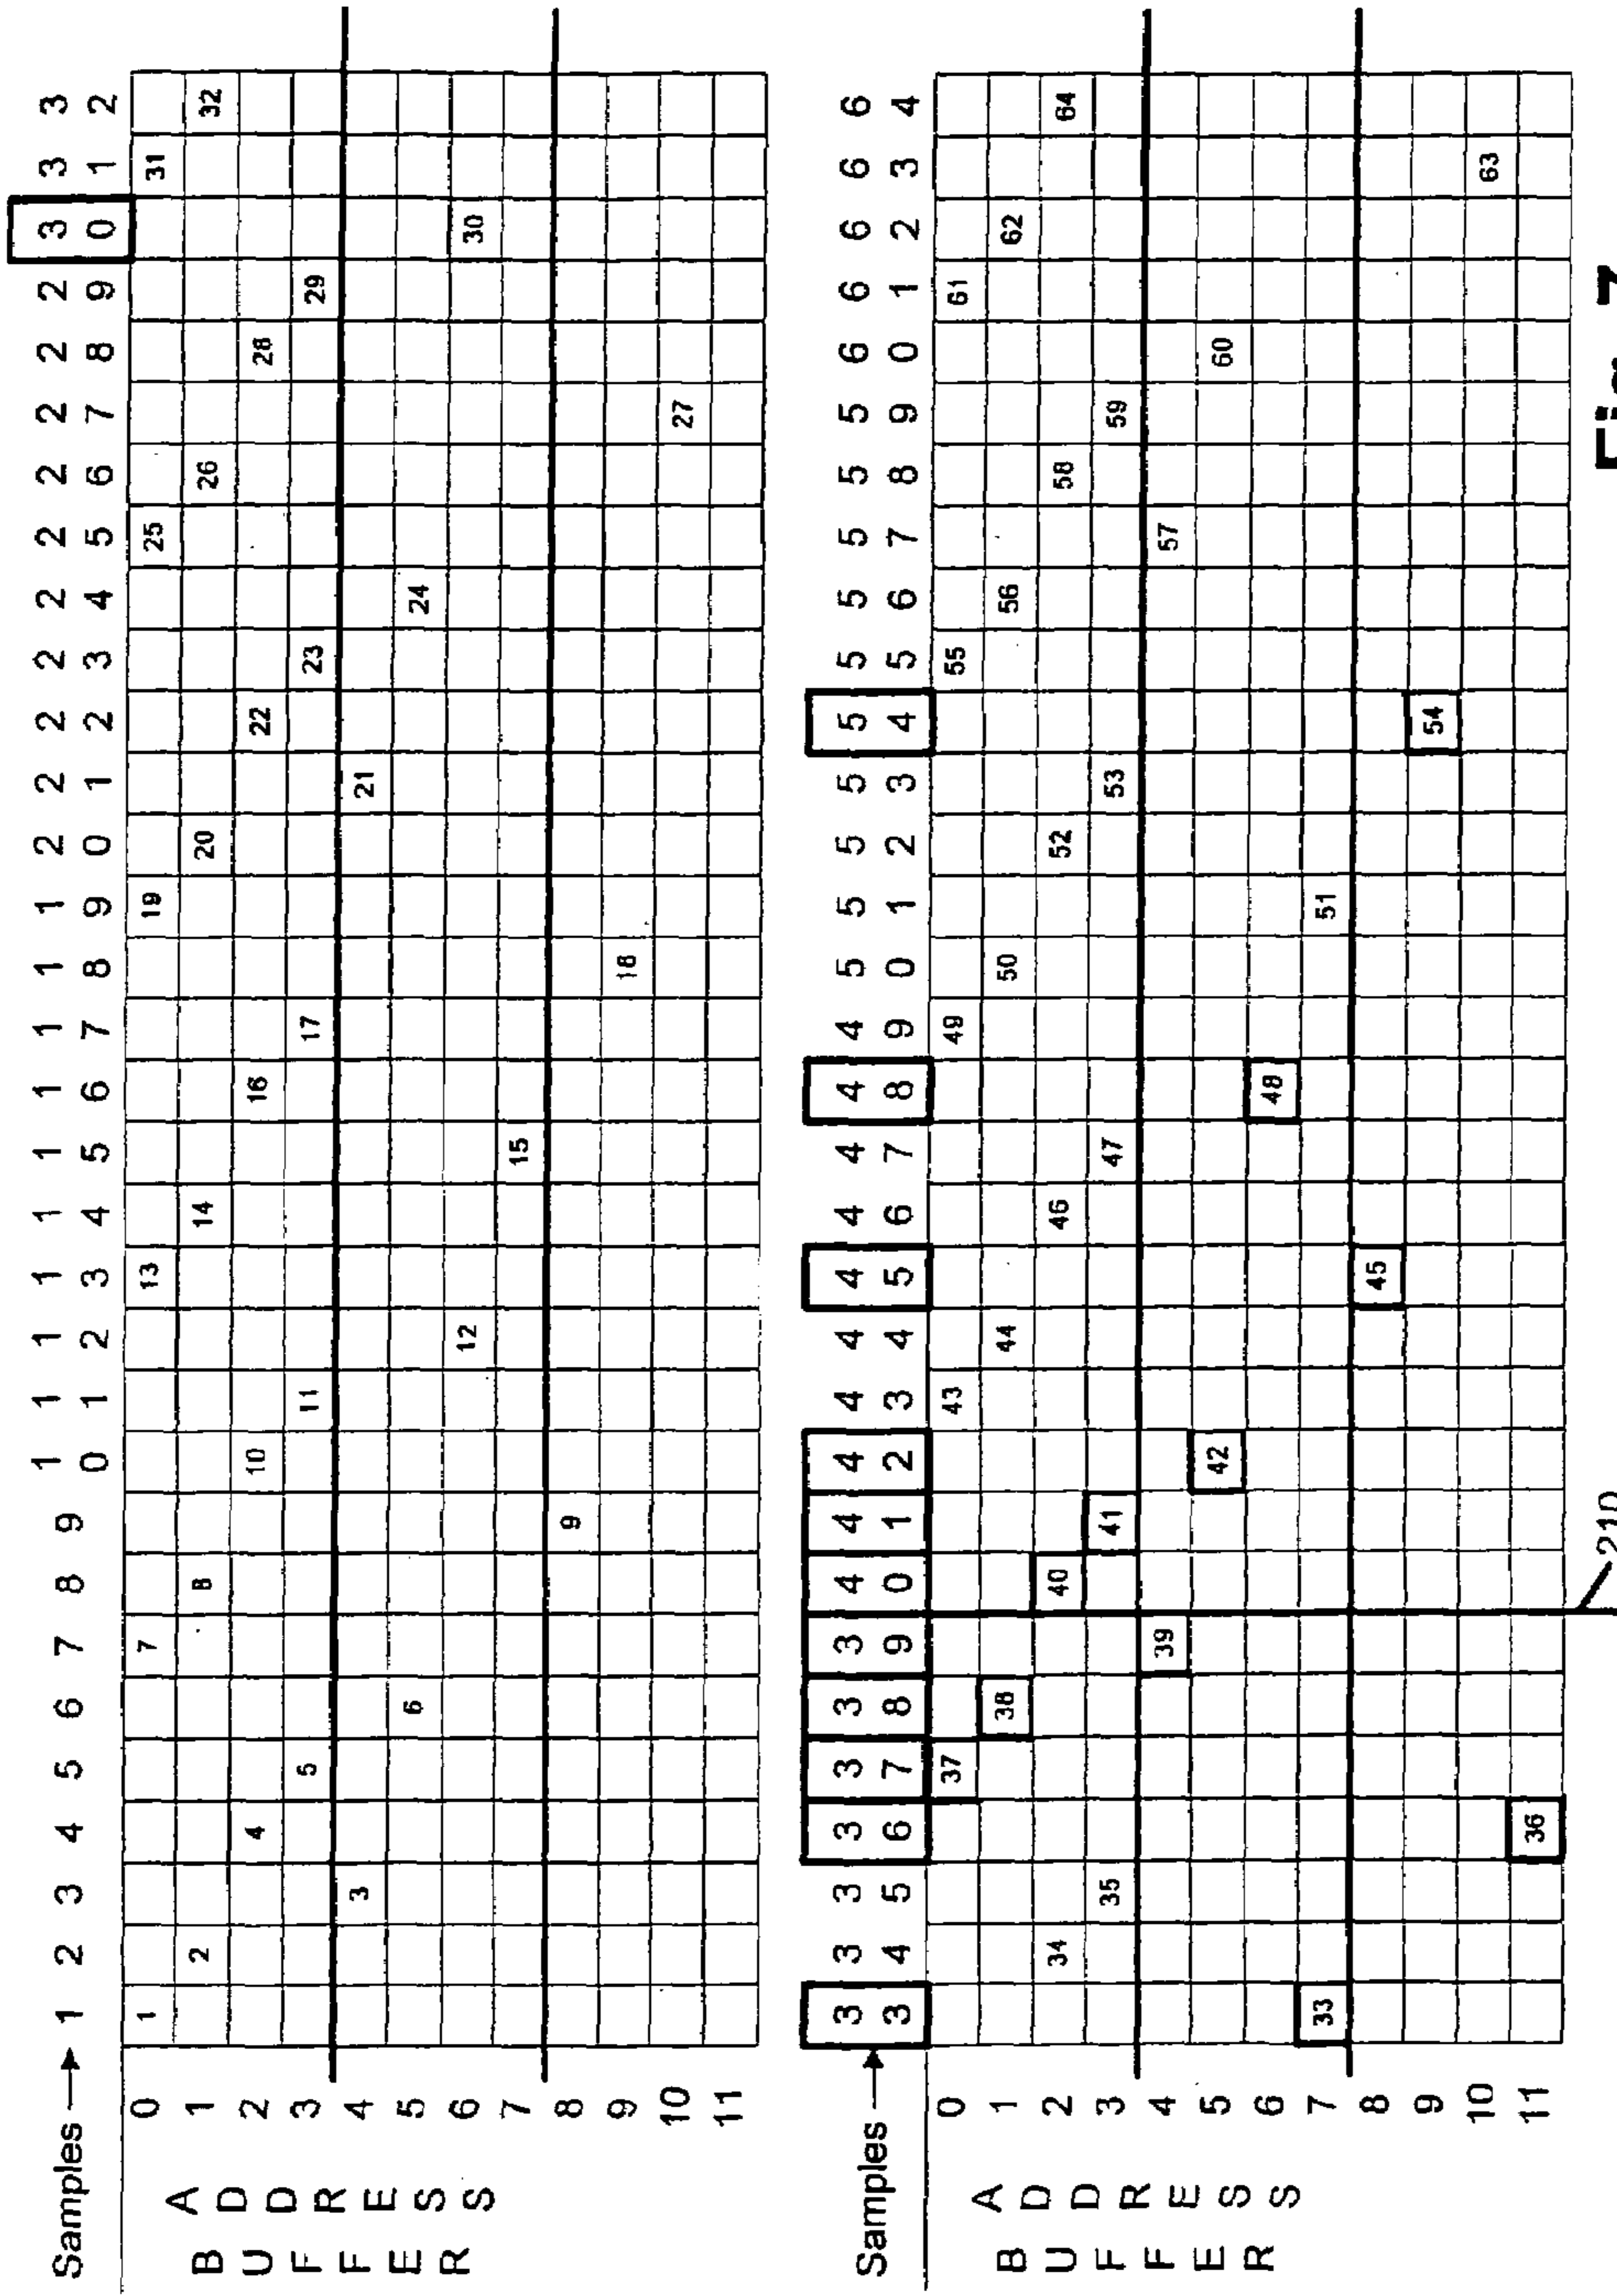 Samples → 1 2 3 4 5 6 7 8 9 10 11 12 13 14 15 16 17 18 19 20 21 22 23 24 25 26 27 28 29 30 31 32
BUFFER ADDRESS
0 1 7 13 19 25 31
1 2 8 14 20 26 32
2 4 10 16 22 28
3 5 11 17 23 29
4 3 21
5 6 24
6 12 30
7 15
8 9
9 18
10 27
11
Samples → 33 34 35 36 37 38 39 40 41 42 43 44 45 46 47 48 49 50 51 52 53 54 55 56 57 58 59 60 61 62 63 64
BUFFER ADDRESS
0 37 43 49 55 61
1 38 44 50 56 62
2 34 40 46 52 58 64
3 35 41 47 53 59
4 39 57
5 42 60
6 48
7 33 51
8 45
9 54
10 63
11 36
210
Fig. 7